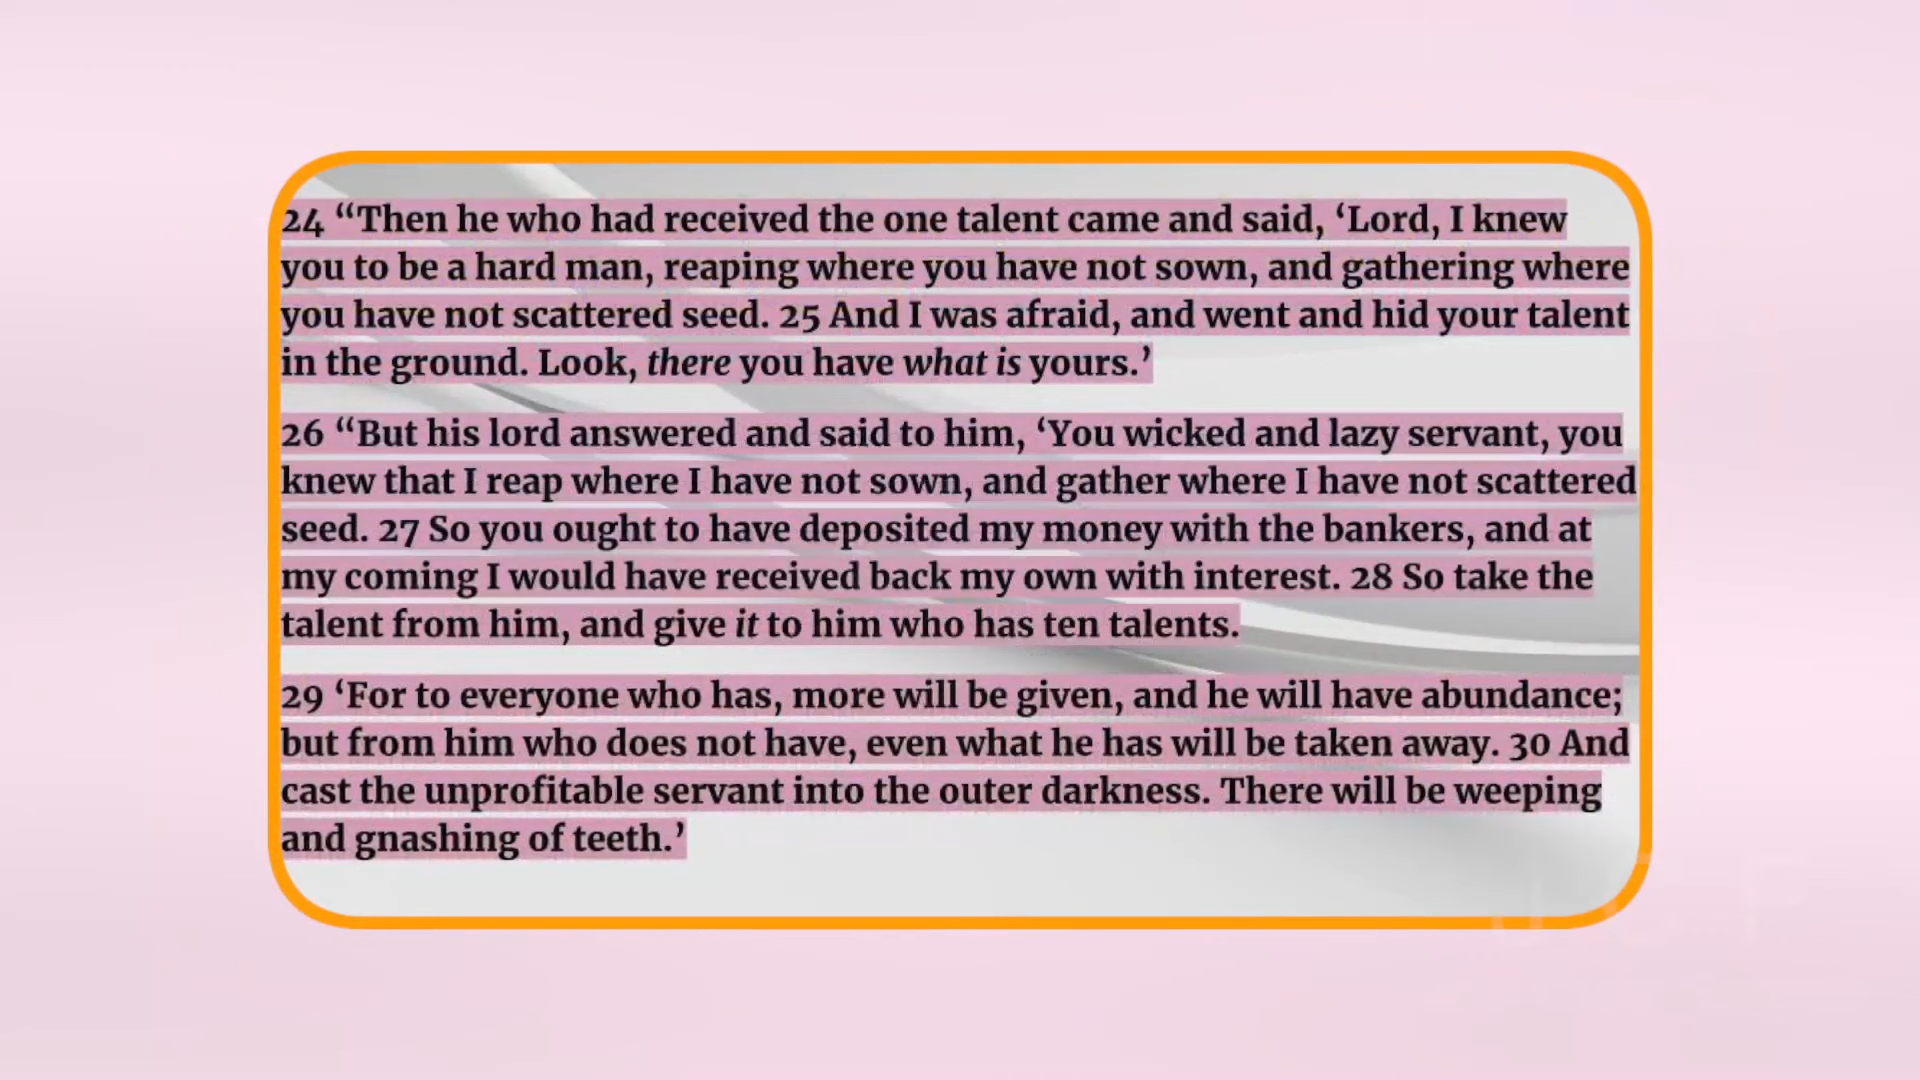 24 “Then he who had received the one talent came and said, ‘Lord, I knew
you to be a hard man, reaping where you have not sown, and gathering where
you have not scattered seed. 25 And I was afraid, and went and hid your talent
in the ground. Look, there you have what is yours.’
26 “But his lord answered and said to him, ‘You wicked and lazy servant, you
knew that I reap where I have not sown, and gather where I have not scattered
seed. 27 So you ought to have deposited my money with the bankers, and at
my coming I would have received back my own with interest. 28 So take the
talent from him, and give it to him who has ten talents.
29 ‘For to everyone who has, more will be given, and he will have abundance;
but from him who does not have, even what he has will be taken away. 30 And
cast the unprofitable servant into the outer darkness. There will be weeping
and gnashing of teeth.’